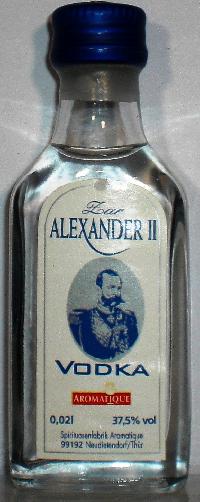 Zar
ALEXANDER II
VODKA
AROMATIQUE
0,02l 37,5% vol
Spirituosenfabrik Aromatique
99192 Neudietendorf/Thür